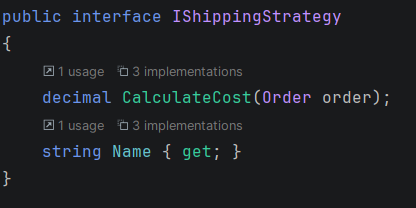 public interface IShippingStrategy
{
1 usage 3 implementations
decimal CalculateCost(Order order);
1 usage 3 implementations
string Name { get; }
}